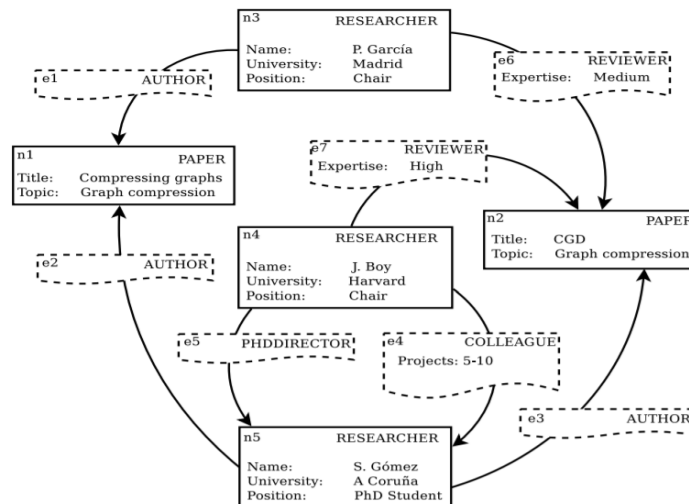 n3 RESEARCHER
Name: P. García
University: Madrid
Position: Chair
e1 AUTHOR
e6 REVIEWER
Expertise: Medium
n1 PAPER
Title: Compressing graphs
Topic: Graph compression
e7 REVIEWER
Expertise: High
n2 PAPER
Title: CGD
Topic: Graph compression
n4 RESEARCHER
Name: J. Boy
University: Harvard
Position: Chair
e2 AUTHOR
e5 PHDDIRECTOR
e4 COLLEAGUE
Projects: 5-10
e3 AUTHOR
n5 RESEARCHER
Name: S. Gómez
University: A Coruña
Position: PhD Student